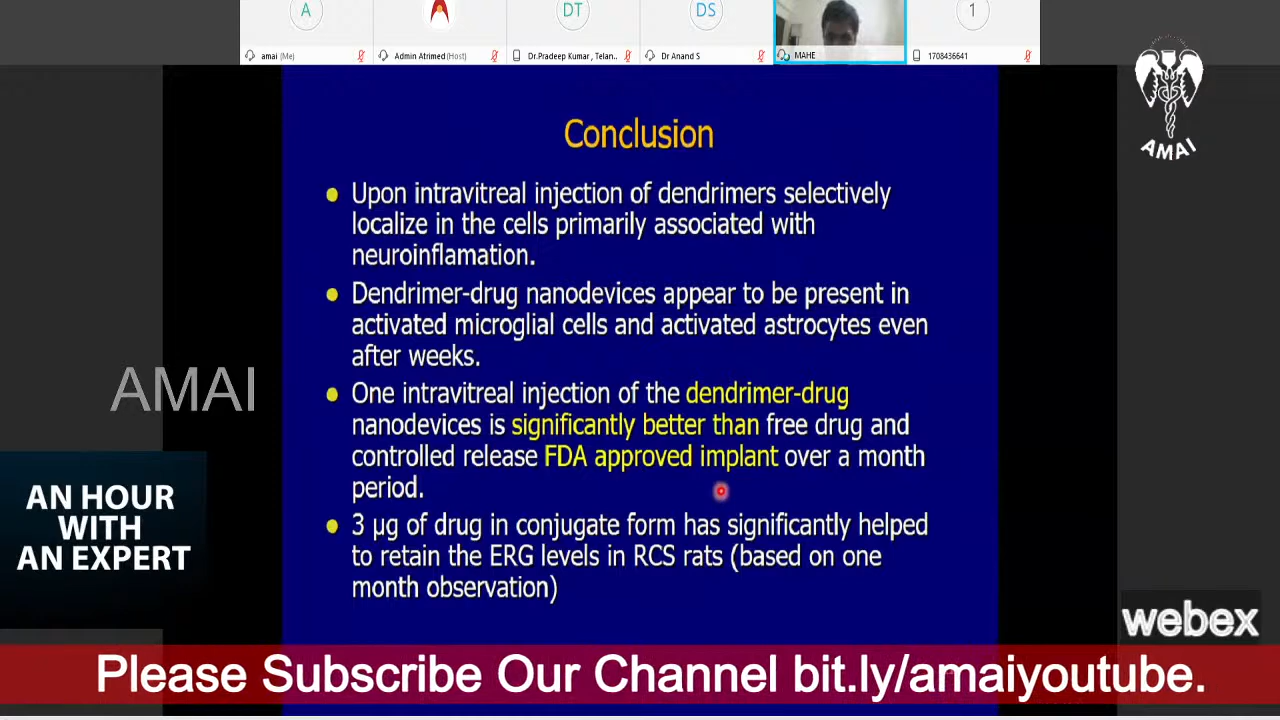 A
DT
DS
1
amai (Me)
Admin Atrimed (Host)
Dr.Pradeep Kumar , Telan..
Dr Anand S
MAHE
1708436641
AMAI
Conclusion
Upon intravitreal injection of dendrimers selectively
localize in the cells primarily associated with
neuroinflamation.
Dendrimer-drug nanodevices appear to be present in
activated microglial cells and activated astrocytes even
after weeks.
One intravitreal injection of the dendrimer-drug
nanodevices is significantly better than free drug and
controlled release FDA approved implant over a month
period.
3 µg of drug in conjugate form has significantly helped
to retain the ERG levels in RCS rats (based on one
month observation)
AMAI
AN HOUR
WITH
AN EXPERT
webex
Please Subscribe Our Channel bit.ly/amaiyoutube.